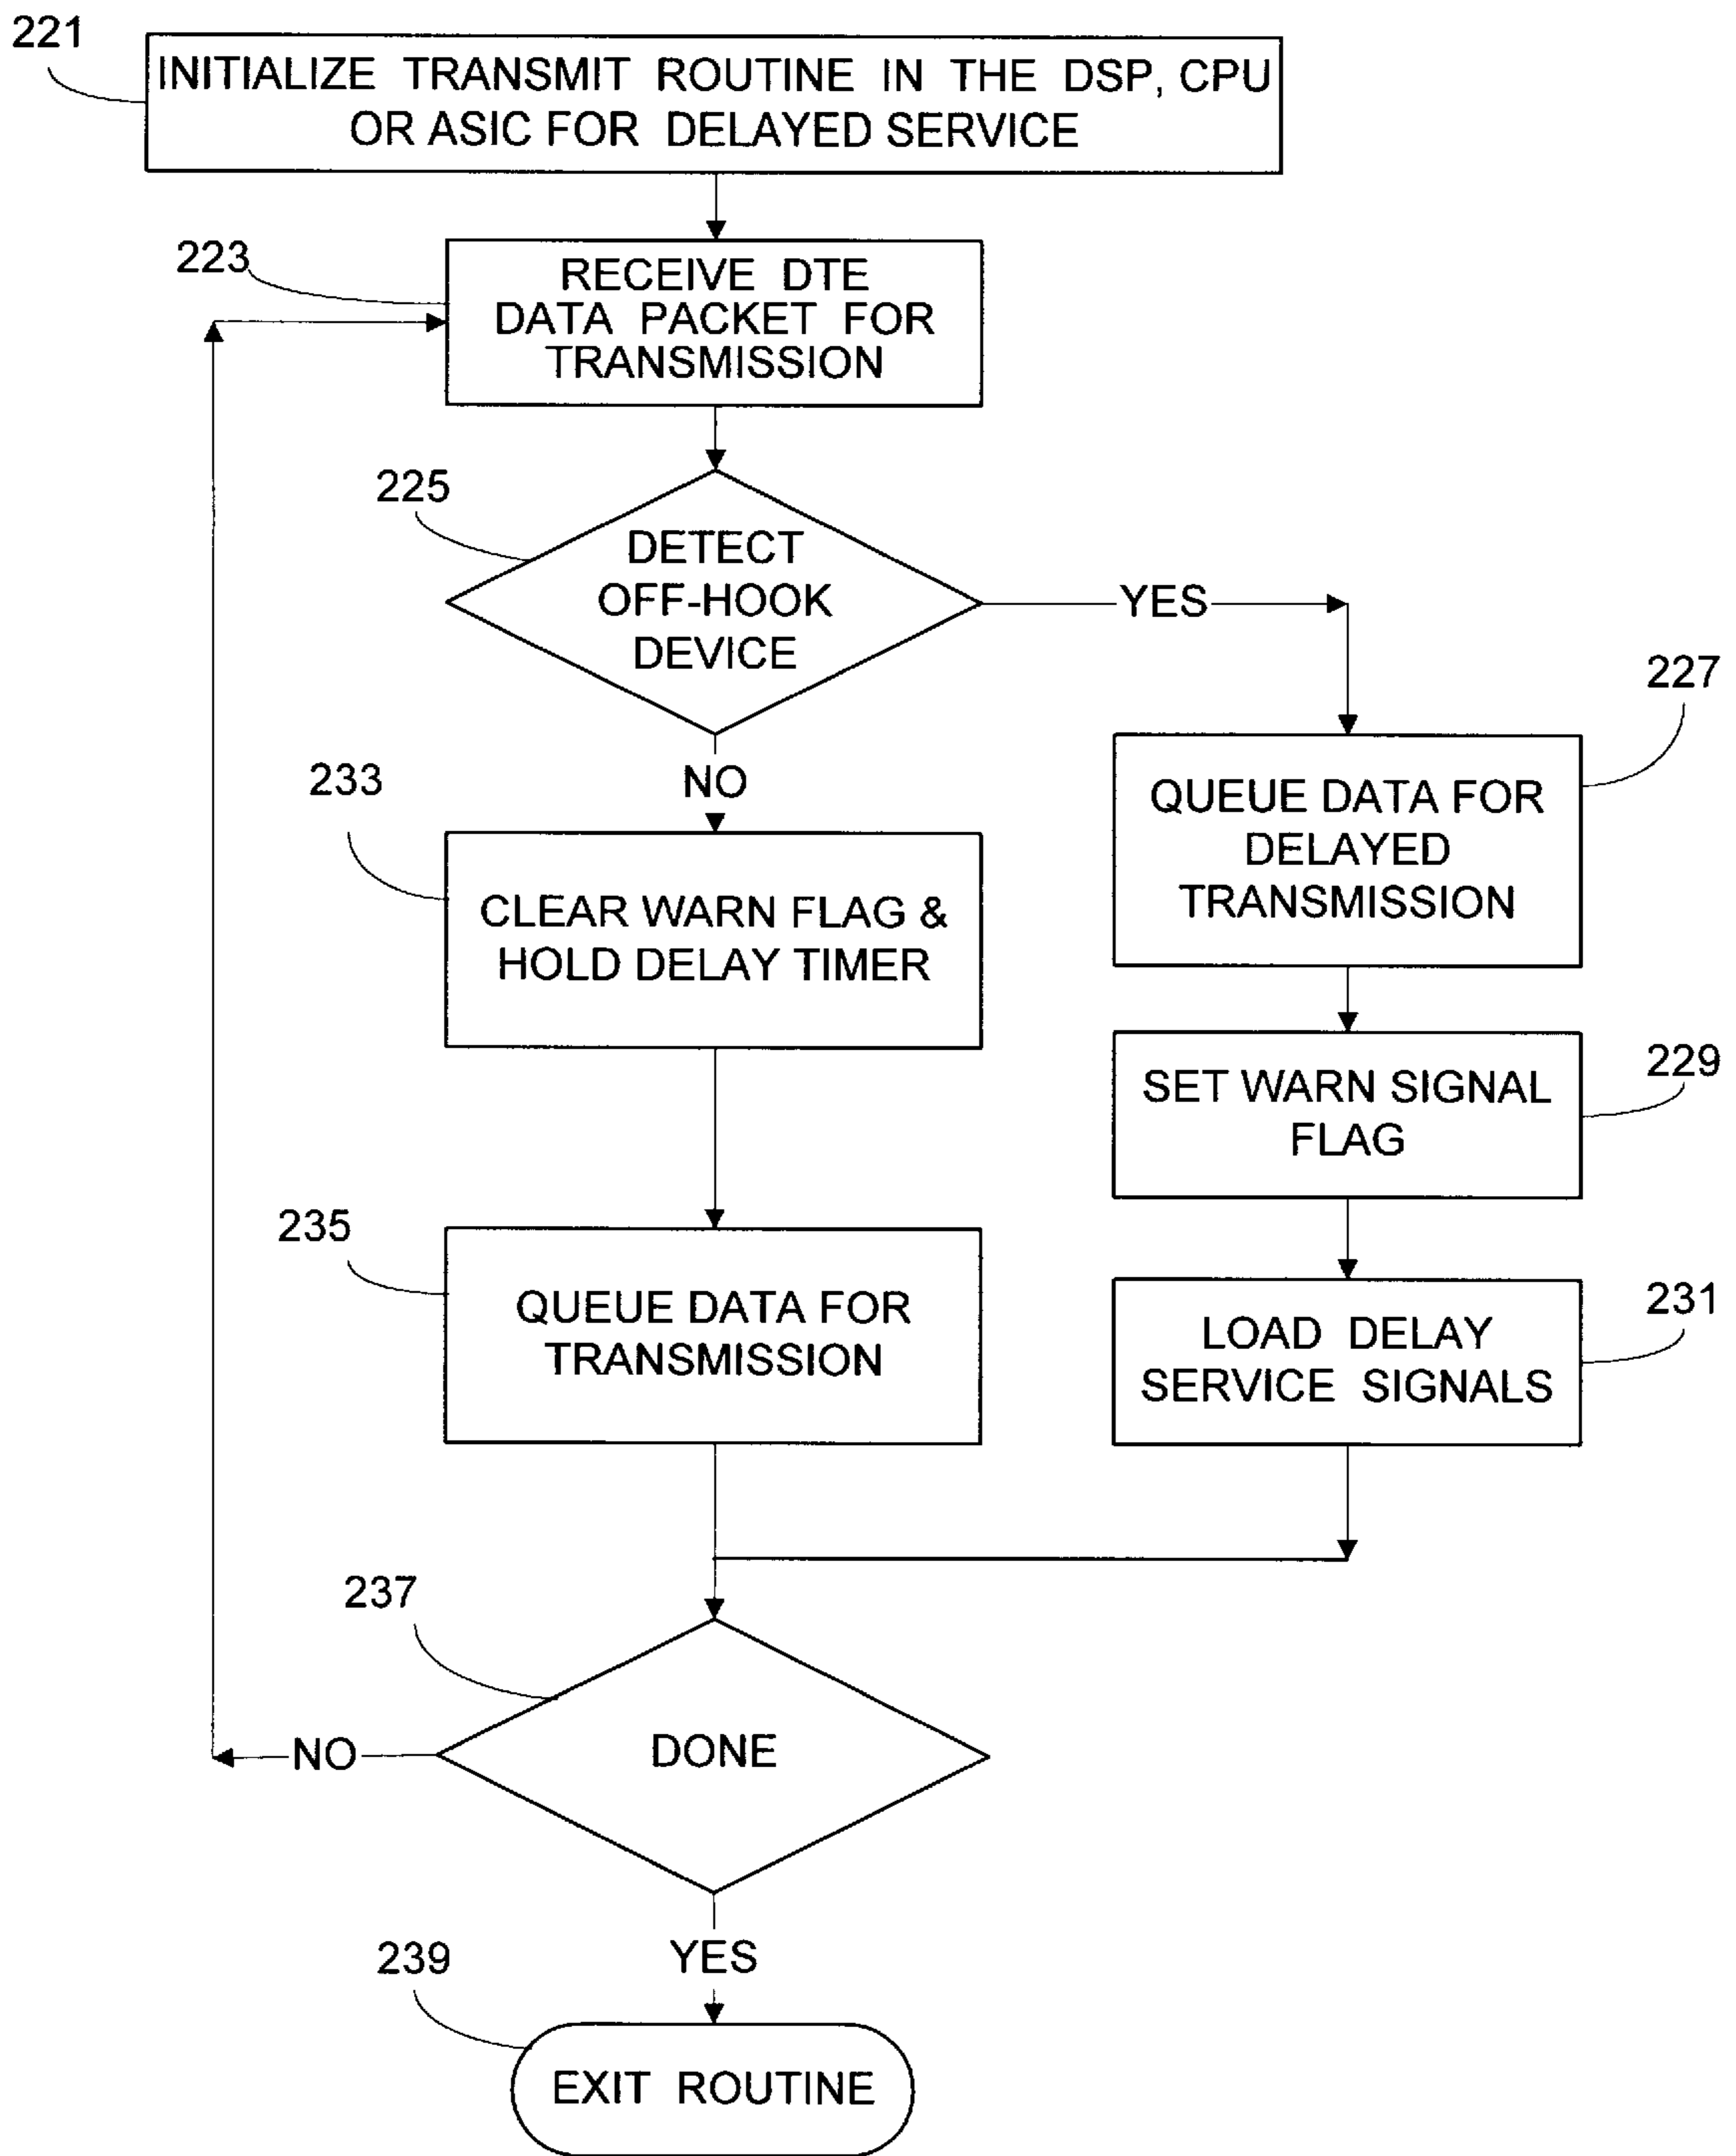 221
INITIALIZE TRANSMIT ROUTINE IN THE DSP, CPU
OR ASIC FOR DELAYED SERVICE
223
RECEIVE DTE
DATA PACKET FOR
TRANSMISSION
225
DETECT
OFF-HOOK
DEVICE
YES
227
QUEUE DATA FOR
DELAYED
TRANSMISSION
NO
233
CLEAR WARN FLAG &
HOLD DELAY TIMER
229
SET WARN SIGNAL
FLAG
235
QUEUE DATA FOR
TRANSMISSION
231
LOAD DELAY
SERVICE SIGNALS
237
DONE
NO
YES
239
EXIT ROUTINE